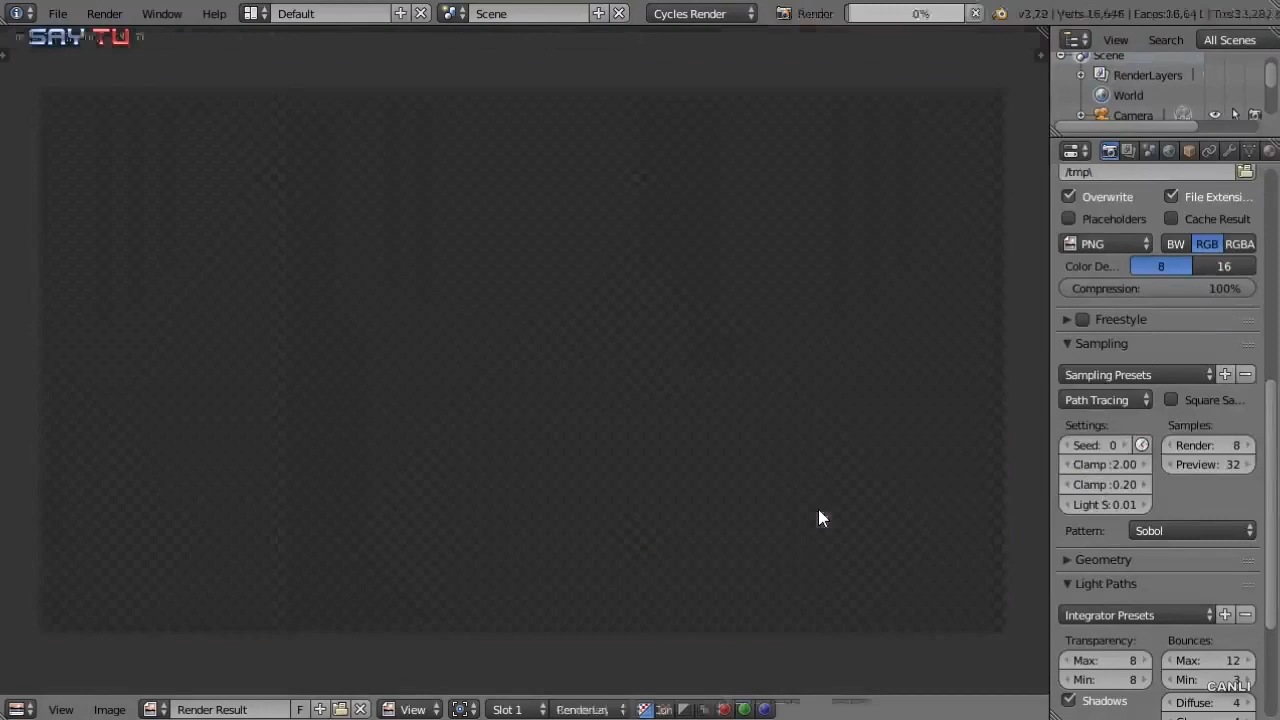 File Render Window Help Default Scene Cycles Render Render 0%
SAY TU
View Search All Scenes
Scene
RenderLayers
World
Camera
/tmp\
Overwrite File Extensi...
Placeholders Cache Result
PNG BW RGB RGBA
Color De... 8 16
Compression: 100%
Freestyle
Sampling
Sampling Presets
Path Tracing Square Sa...
Settings: Samples:
Seed: 0 Render: 8
Clamp :2.00 Preview: 32
Clamp :0.20
Light S: 0.01
Pattern: Sobol
Geometry
Light Paths
Integrator Presets
Transparency: Bounces:
Max: 8 Max: 12
Min: 8 Min: 3
CANLI
Shadows Diffuse: 4
View Image Render Result F View Slot 1 RenderLay